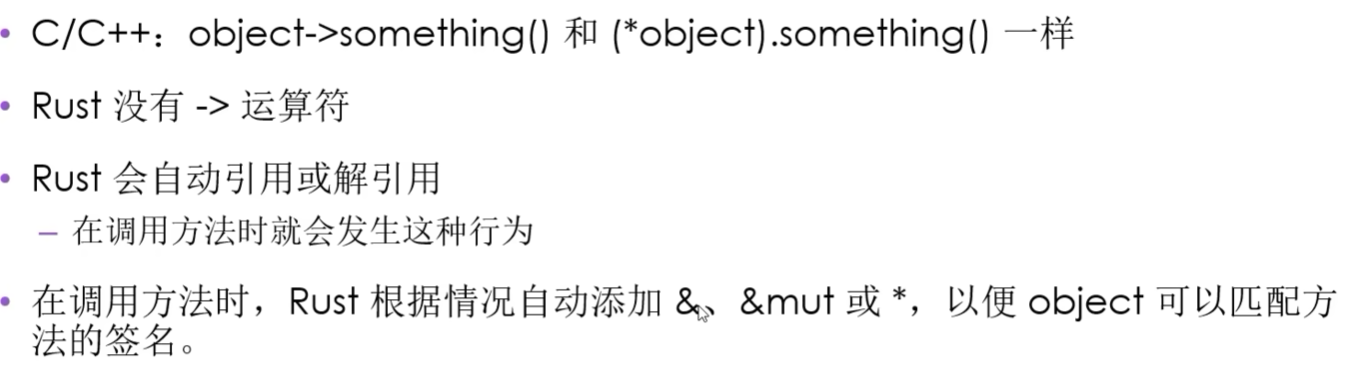 • C/C++：object->something() 和 (*object).something() 一样
• Rust 没有 -> 运算符
• Rust 会自动引用或解引用
– 在调用方法时就会发生这种行为
• 在调用方法时，Rust 根据情况自动添加 &、&mut 或 *，以便 object 可以匹配方
法的签名。